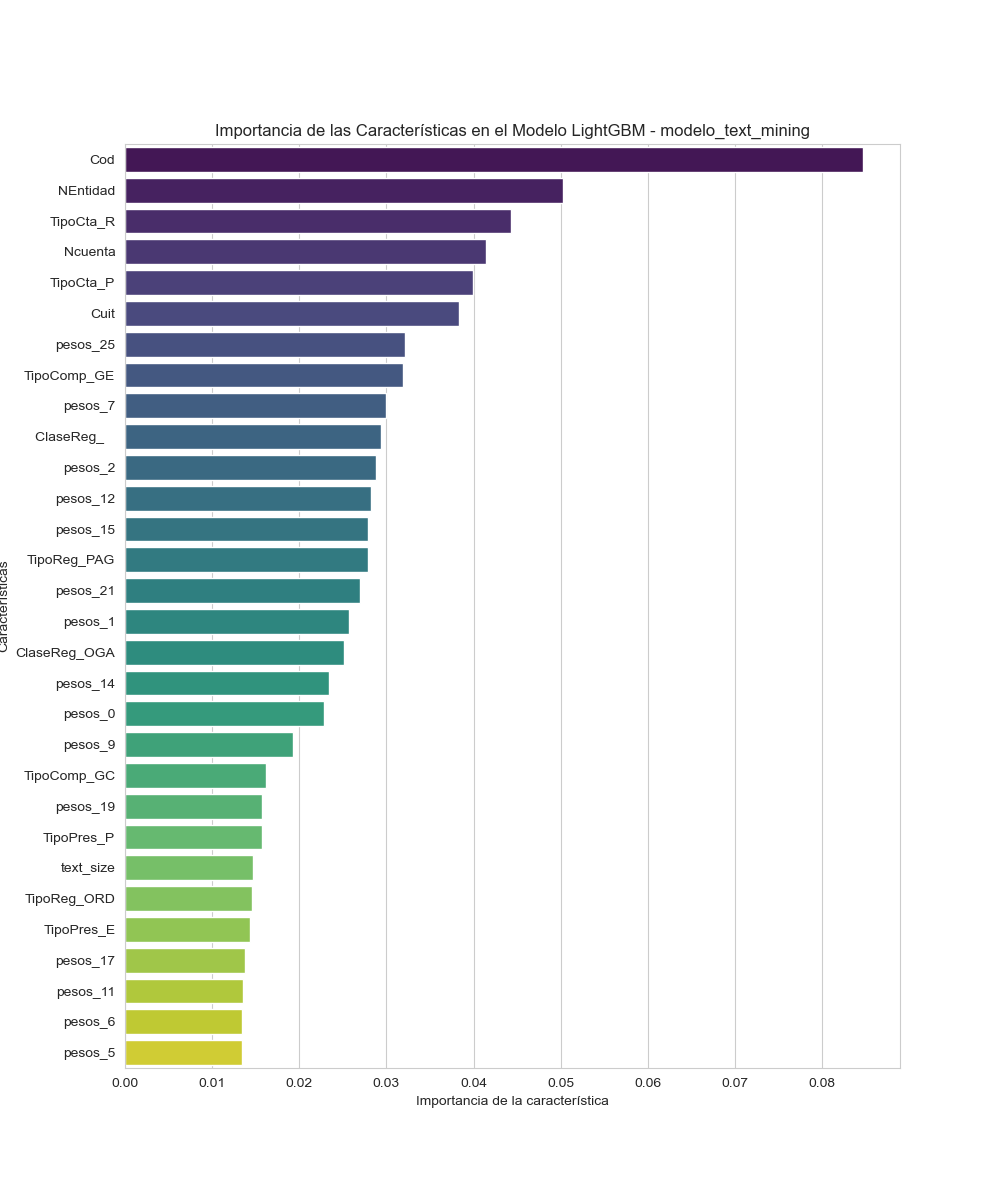 Importancia de las Características en el Modelo LightGBM - modelo_text_mining
Cod
NEntidad
TipoCta_R
Ncuenta
TipoCta_P
Cuit
pesos_25
TipoComp_GE
pesos_7
ClaseReg_
pesos_2
pesos_12
pesos_15
TipoReg_PAG
pesos_21
pesos_1
ClaseReg_OGA
pesos_14
pesos_0
pesos_9
TipoComp_GC
pesos_19
TipoPres_P
text_size
TipoReg_ORD
TipoPres_E
pesos_17
pesos_11
pesos_6
pesos_5
Características
0.00 0.01 0.02 0.03 0.04 0.05 0.06 0.07 0.08
Importancia de la característica